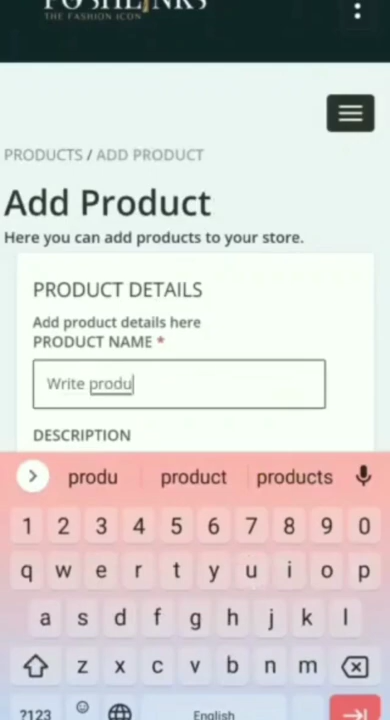 POSHLINKS
THE FASHION ICON
PRODUCTS / ADD PRODUCT
Add Product
Here you can add products to your store.
PRODUCT DETAILS
Add product details here
PRODUCT NAME *
Write produ
DESCRIPTION
produ product products
1 2 3 4 5 6 7 8 9 0
q w e r t y u i o p
a s d f g h j k l
z x c v b n m
?123 English